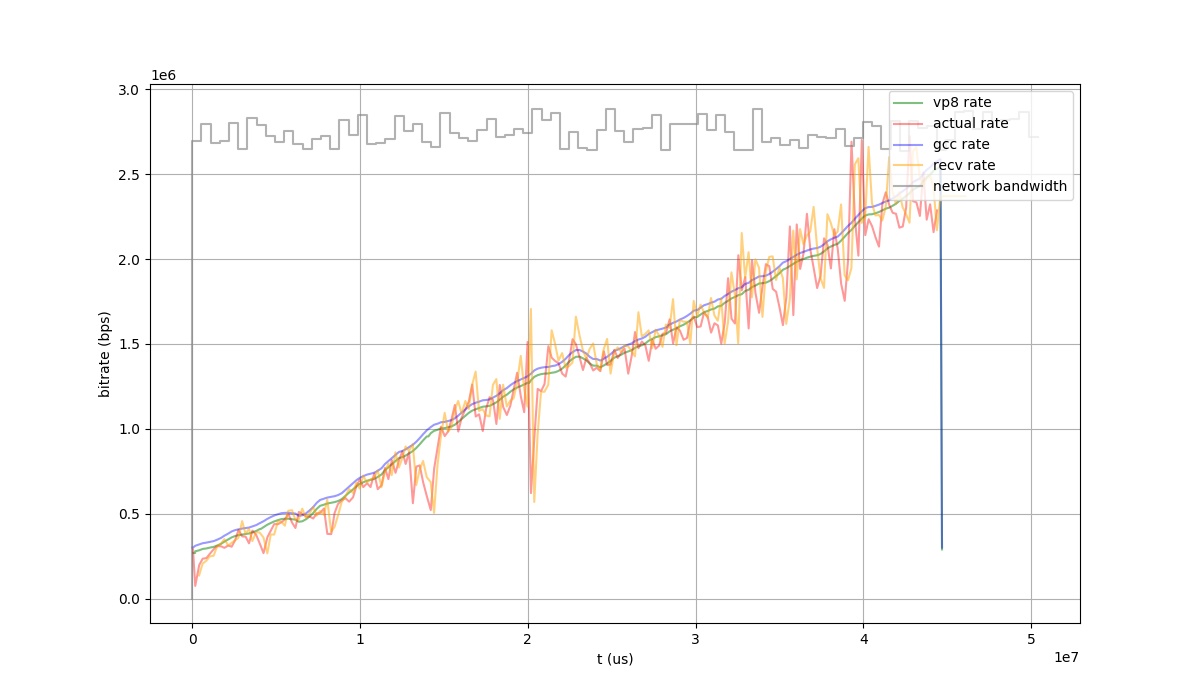 1e6
3.0
2.5
2.0
1.5
1.0
0.5
0.0
bitrate (bps)
vp8 rate
actual rate
gcc rate
recv rate
network bandwidth
0
1
2
3
4
5
t (us)
1e7